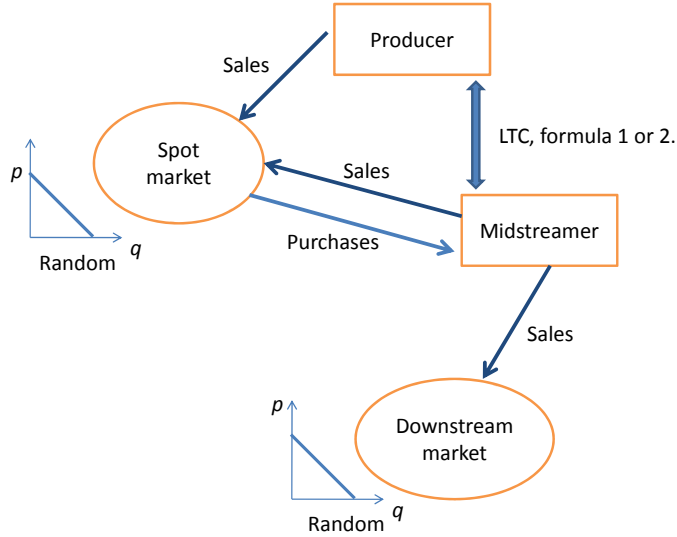 Producer
Sales
LTC, formula 1 or 2.
Spot
market
p
Sales
Midstreamer
Purchases
q
Random
Sales
p
Downstream
market
q
Random